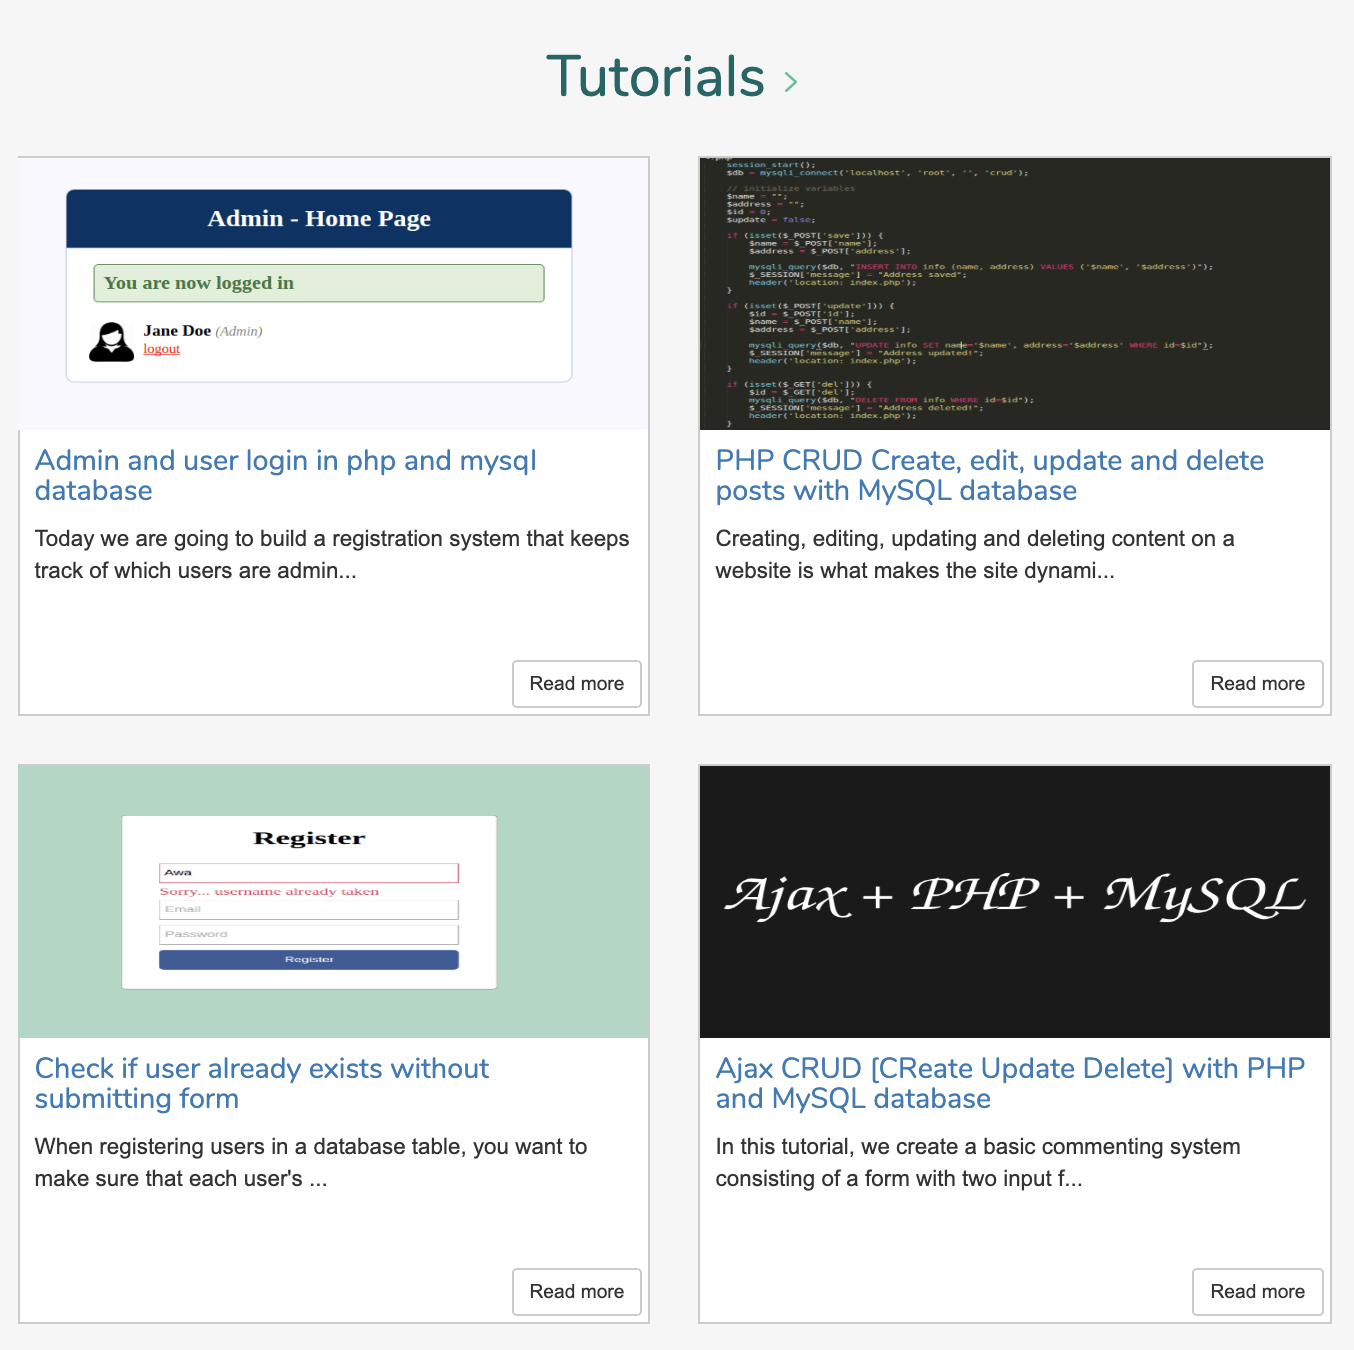 Tutorials >
Admin - Home Page
You are now logged in
Jane Doe (Admin)
logout
Admin and user login in php and mysql
database
Today we are going to build a registration system that keeps
track of which users are admin...
Read more
session_start();
$db = mysqli_connect('localhost', 'root', '', 'crud');
// initialize variables
$name = "";
$address = "";
$id = 0;
$update = false;
if (isset($_POST['save'])) {
$name = $_POST['name'];
$address = $_POST['address'];
mysqli_query($db, "INSERT INTO info (name, address) VALUES ('$name', '$address')");
$_SESSION['message'] = "Address saved";
header('location: index.php');
}
if (isset($_POST['update'])) {
$id = $_POST['id'];
$name = $_POST['name'];
$address = $_POST['address'];
mysqli_query($db, "UPDATE info SET name='$name', address='$address' WHERE id=$id");
$_SESSION['message'] = "Address updated!";
header('location: index.php');
}
if (isset($_GET['del'])) {
$id = $_GET['del'];
mysqli_query($db, "DELETE FROM info WHERE id=$id");
$_SESSION['message'] = "Address deleted!";
header('location: index.php');
}
PHP CRUD Create, edit, update and delete
posts with MySQL database
Creating, editing, updating and deleting content on a
website is what makes the site dynami...
Read more
Register
Awa
Sorry... username already taken
Email
Password
Register
Check if user already exists without
submitting form
When registering users in a database table, you want to
make sure that each user's ...
Read more
Ajax + PHP + MySQL
Ajax CRUD [CReate Update Delete] with PHP
and MySQL database
In this tutorial, we create a basic commenting system
consisting of a form with two input f...
Read more